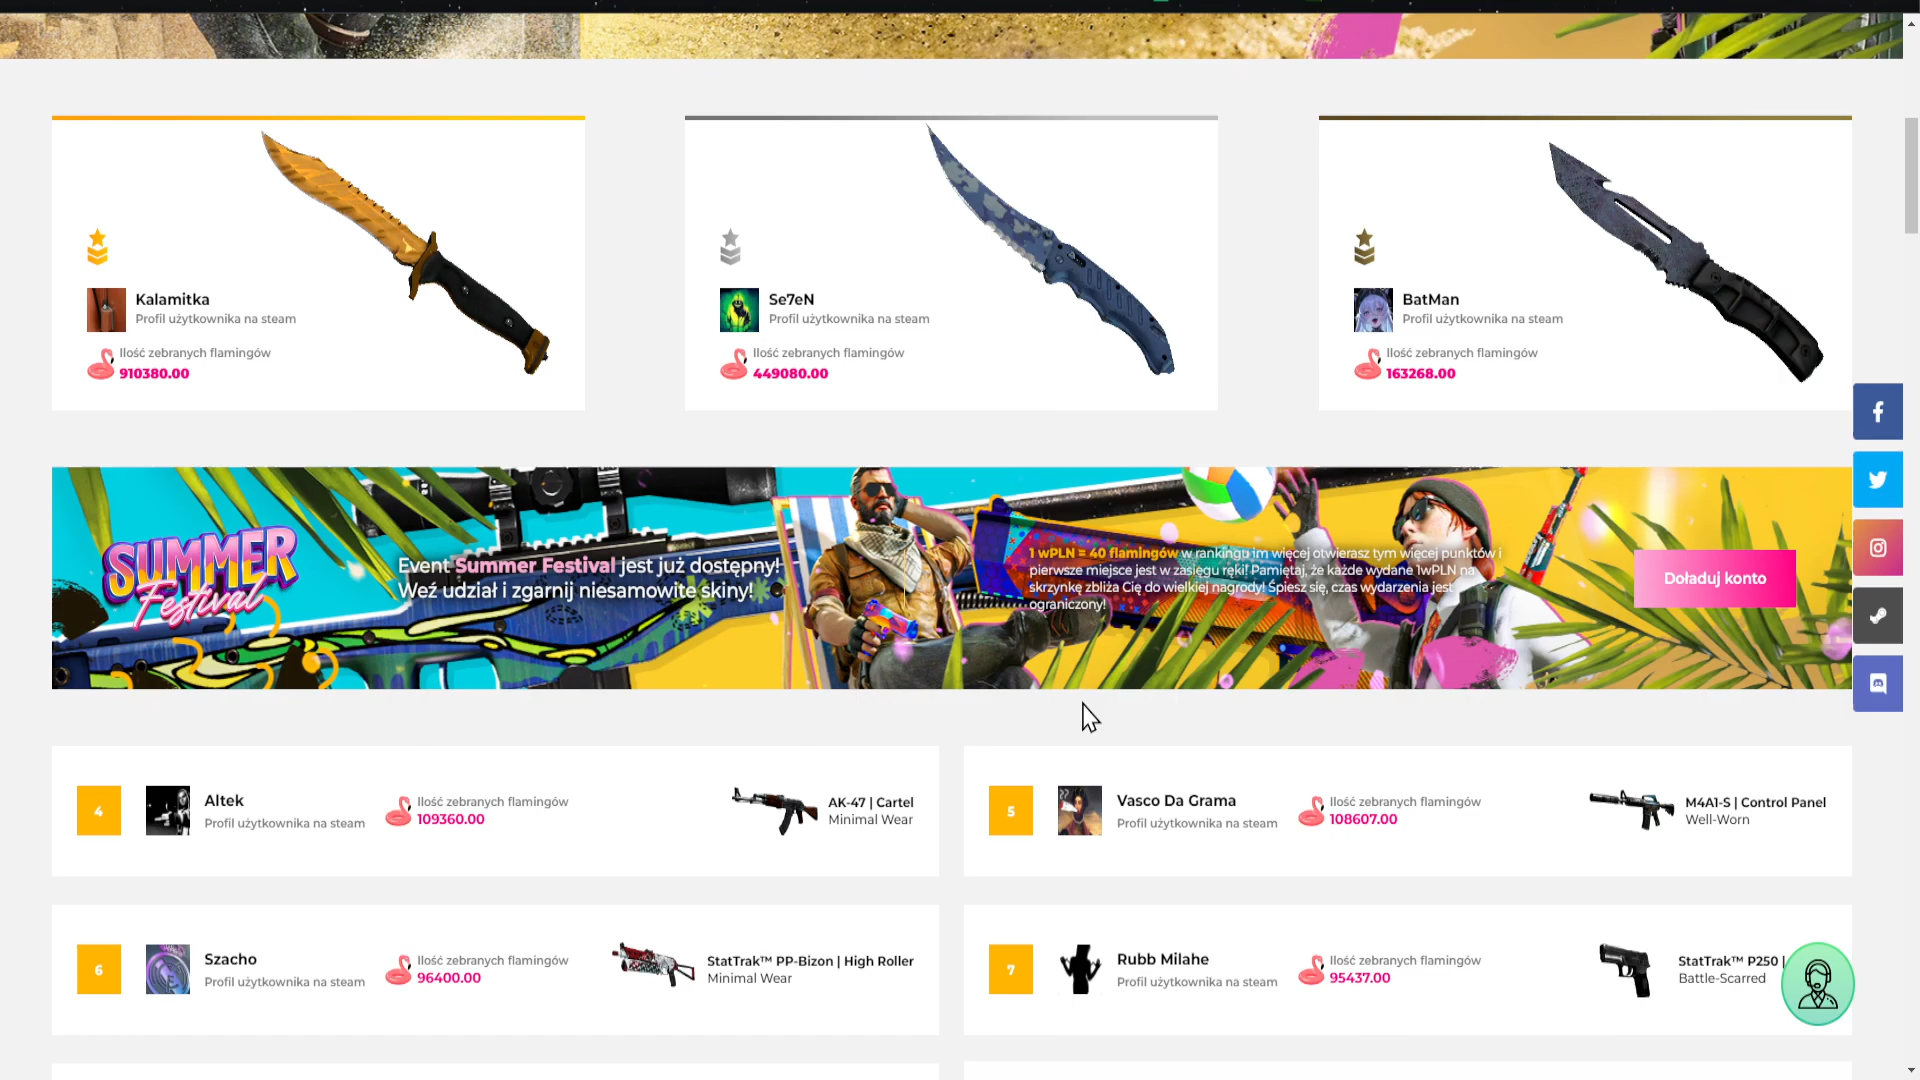 Kalamitka
Profil użytkownika na steam
Ilość zebranych flamingów
910380.00
Se7eN
Profil użytkownika na steam
Ilość zebranych flamingów
449080.00
BatMan
Profil użytkownika na steam
Ilość zebranych flamingów
163268.00
SUMMER
Festival
Event Summer Festival jest już dostępny!
Weź udział i zgarnij niesamowite skiny!
1 wPLN = 40 flamingów w rankingu im więcej otwierasz tym więcej punktów i
pierwsze miejsce jest w zasięgu ręki! Pamiętaj, że każde wydane 1wPLN na
skrzynkę zbliża Cię do wielkiej nagrody! Śpiesz się, czas wydarzenia jest
ograniczony!
Doładuj konto
4
Altek
Profil użytkownika na steam
Ilość zebranych flamingów
109360.00
AK-47 | Cartel
Minimal Wear
5
Vasco Da Grama
Profil użytkownika na steam
Ilość zebranych flamingów
108607.00
M4A1-S | Control Panel
Well-Worn
6
Szacho
Profil użytkownika na steam
Ilość zebranych flamingów
96400.00
StatTrak™ PP-Bizon | High Roller
Minimal Wear
7
Rubb Milahe
Profil użytkownika na steam
Ilość zebranych flamingów
95437.00
StatTrak™ P250 |
Battle-Scarred